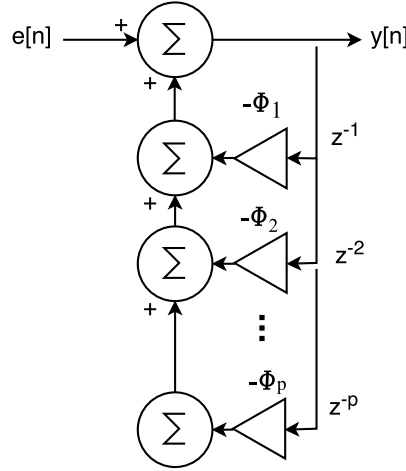 e[n] + Σ y[n]
+
-Φ₁
Σ z⁻¹
+
-Φ₂
Σ z⁻²
+
-Φₚ
Σ z⁻ᵖ